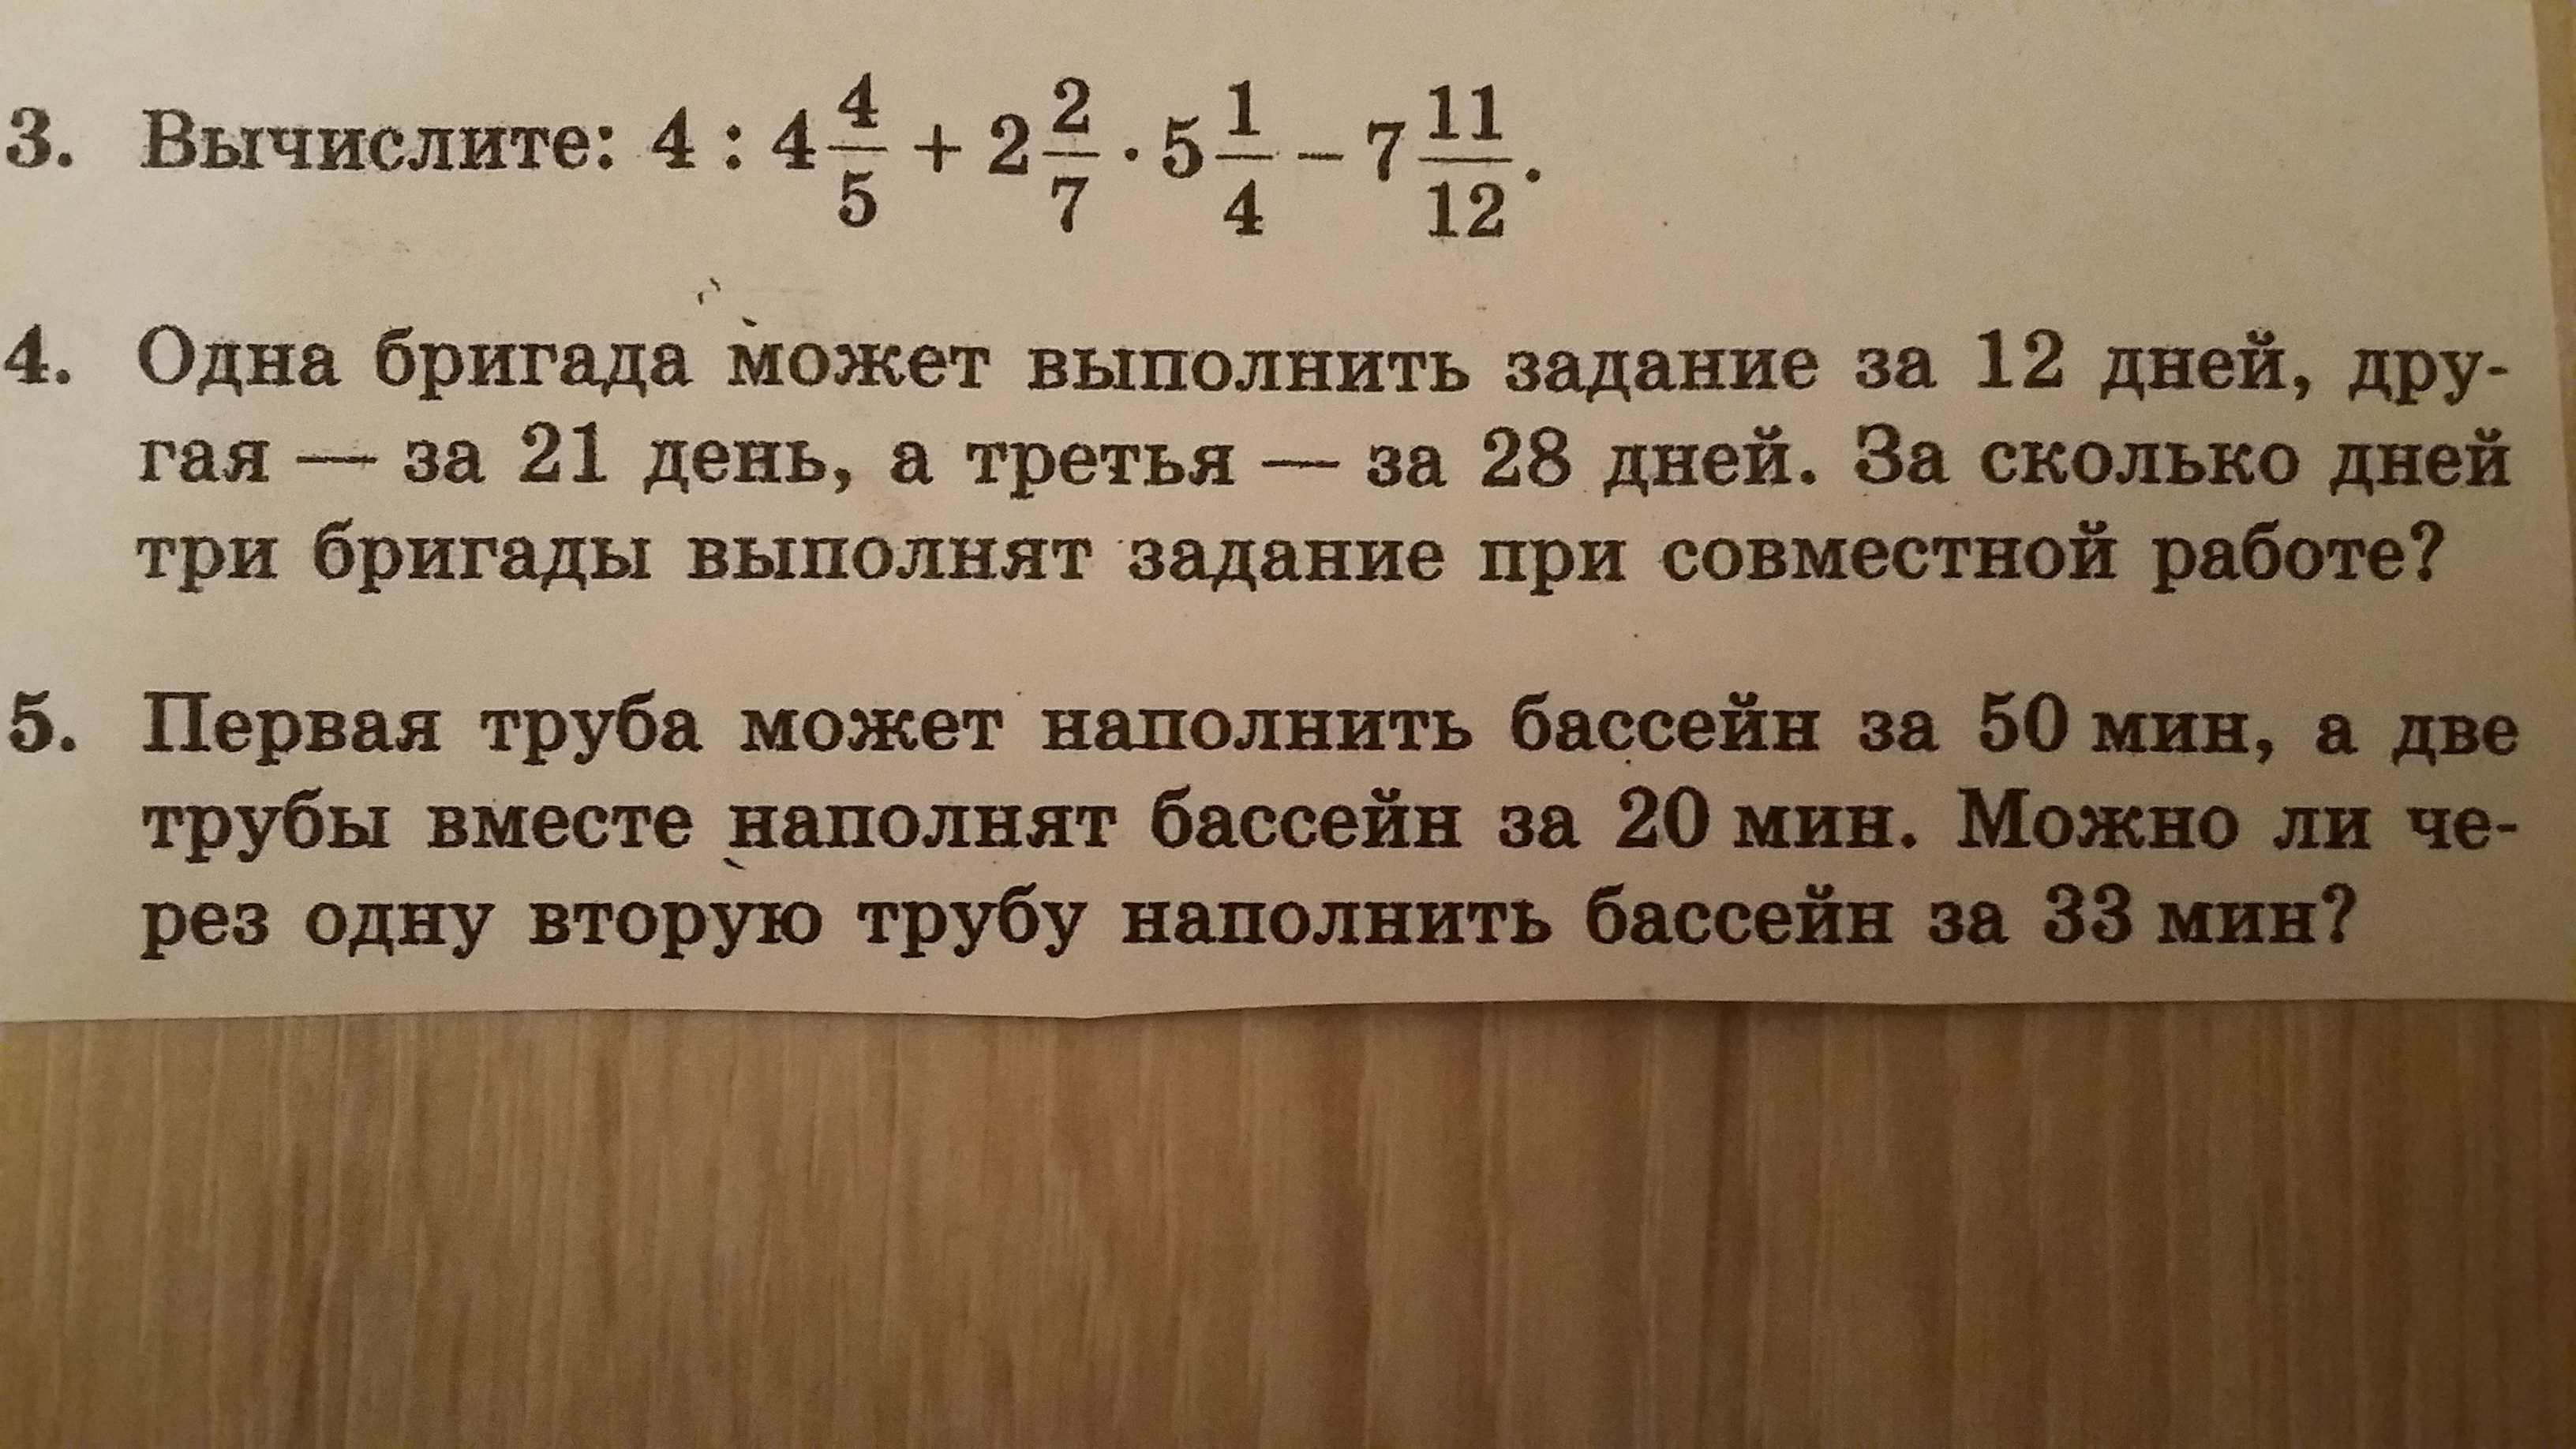 3. Вычислите: 4 : 4 4/5 + 2 2/7 · 5 1/4 − 7 11/12.
4. Одна бригада может выполнить задание за 12 дней, дру-
гая — за 21 день, а третья — за 28 дней. За сколько дней
три бригады выполнят задание при совместной работе?
5. Первая труба может наполнить бассейн за 50 мин, а две
трубы вместе наполнят бассейн за 20 мин. Можно ли че-
рез одну вторую трубу наполнить бассейн за 33 мин?